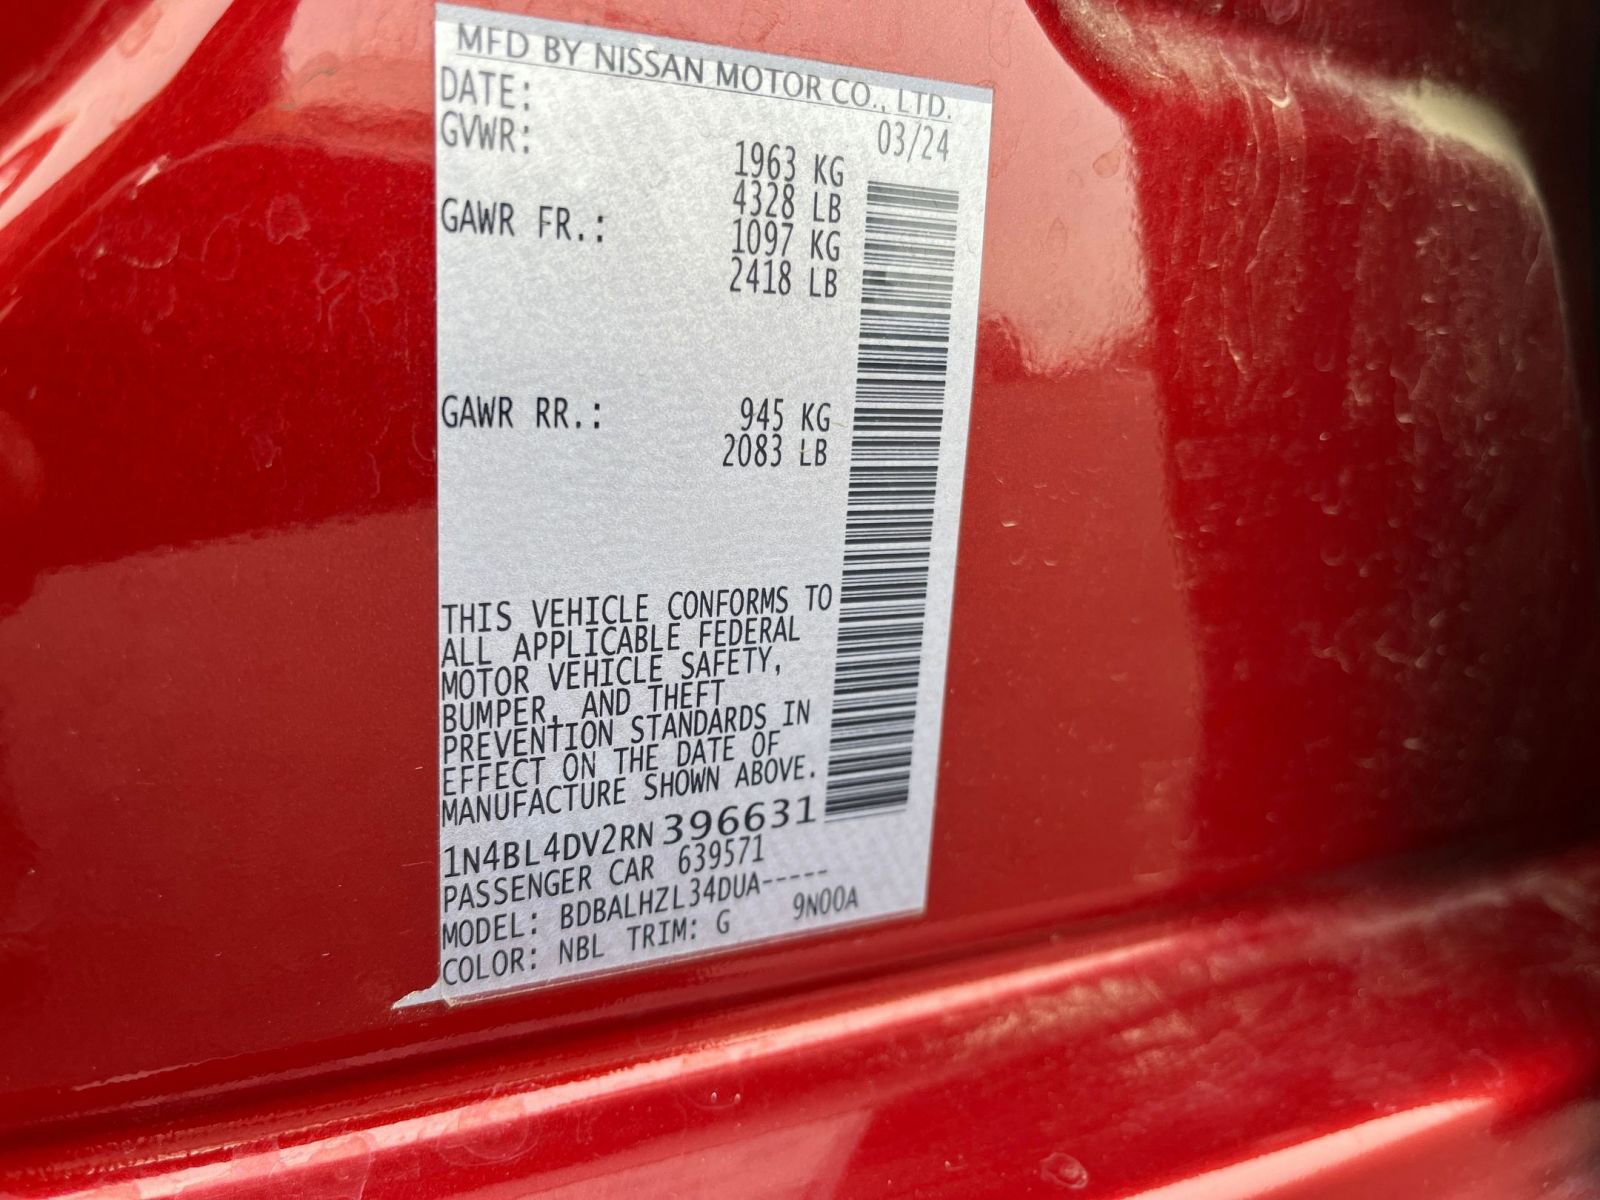 MFD BY NISSAN MOTOR CO., LTD.
DATE: 03/24
GVWR: 1963 KG
4328 LB
GAWR FR.: 1097 KG
2418 LB
GAWR RR.: 945 KG
2083 LB
THIS VEHICLE CONFORMS TO
ALL APPLICABLE FEDERAL
MOTOR VEHICLE SAFETY,
BUMPER, AND THEFT
PREVENTION STANDARDS IN
EFFECT ON THE DATE OF
MANUFACTURE SHOWN ABOVE.
1N4BL4DV2RN396631
PASSENGER CAR 639571
MODEL: BDBALHZL34DUA-----
COLOR: NBL TRIM: G 9N00A